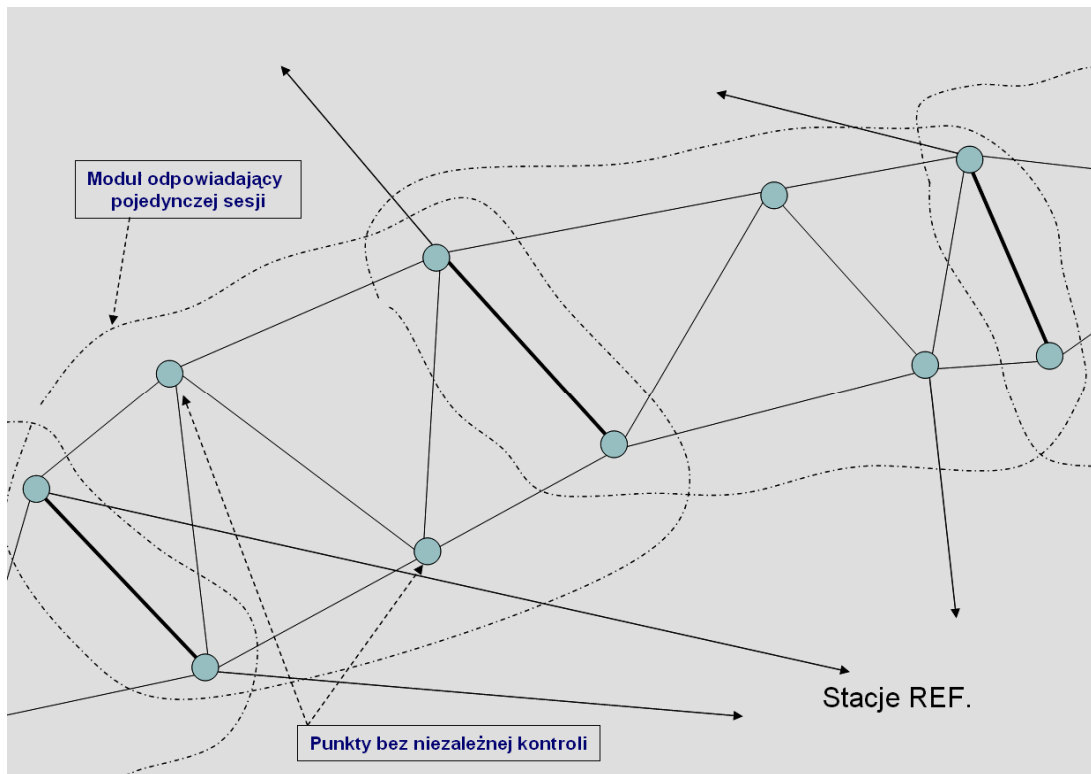 Moduł odpowiadający
pojedynczej sesji
Stacje REF.
Punkty bez niezależnej kontroli